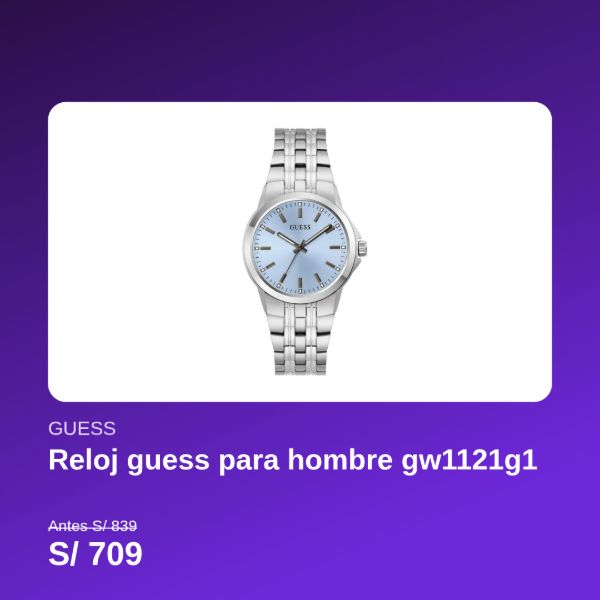 GUESS
GUESS
Reloj guess para hombre gw1121g1
Antes S/ 839
S/ 709